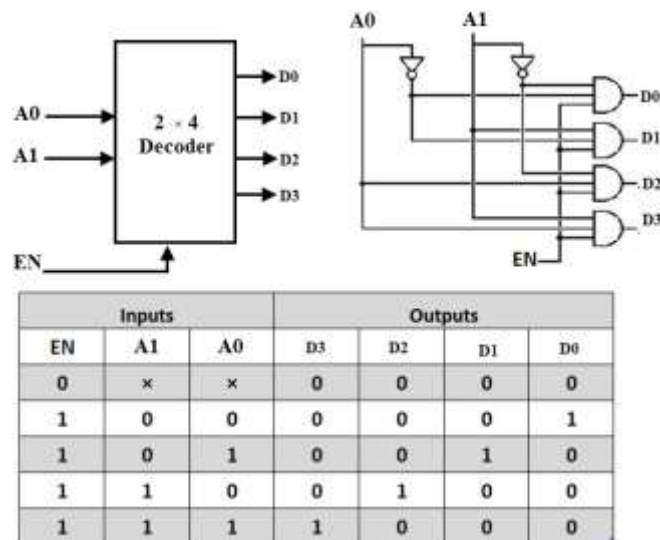 A0
A1
D0
D1
D2
D3
2 × 4
Decoder
A0
A1
EN
D0
D1
D2
D3
EN
Inputs Outputs
EN A1 A0 D3 D2 D1 D0
0 × × 0 0 0 0
1 0 0 0 0 0 1
1 0 1 0 0 1 0
1 1 0 0 1 0 0
1 1 1 1 0 0 0